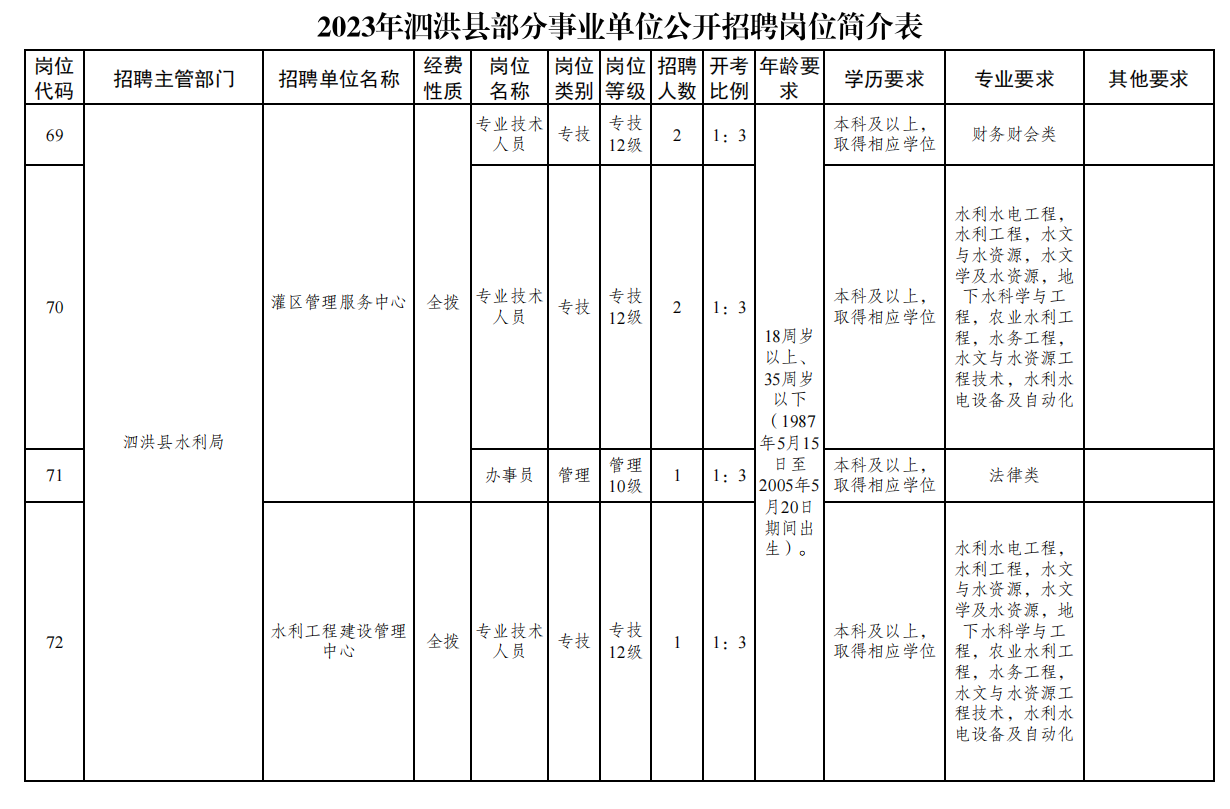 2023年泗洪县部分事业单位公开招聘岗位简介表
岗位
代码
招聘主管部门
招聘单位名称
经费
性质
岗位
名称
岗位
类别
岗位
等级
招聘
人数
开考
比例
年龄要
求
学历要求
专业要求
其他要求
69
专业技术
人员
专技
专技
12级
2
1：3
本科及以上，
取得相应学位
财务财会类
70
灌区管理服务中心
全拨
专业技术
人员
专技
专技
12级
2
1：3
本科及以上，
取得相应学位
水利水电工程，
水利工程，水文
与水资源，水文
学及水资源，地
下水科学与工
程，农业水利工
程，水务工程，
水文与水资源工
程技术，水利水
电设备及自动化
泗洪县水利局
18周岁
以上、
35周岁
以下
（1987
年5月15
日至
2005年5
月20日
期间出
生）。
71
办事员
管理
管理
10级
1
1：3
本科及以上，
取得相应学位
法律类
72
水利工程建设管理
中心
全拨
专业技术
人员
专技
专技
12级
1
1：3
本科及以上，
取得相应学位
水利水电工程，
水利工程，水文
与水资源，水文
学及水资源，地
下水科学与工
程，农业水利工
程，水务工程，
水文与水资源工
程技术，水利水
电设备及自动化